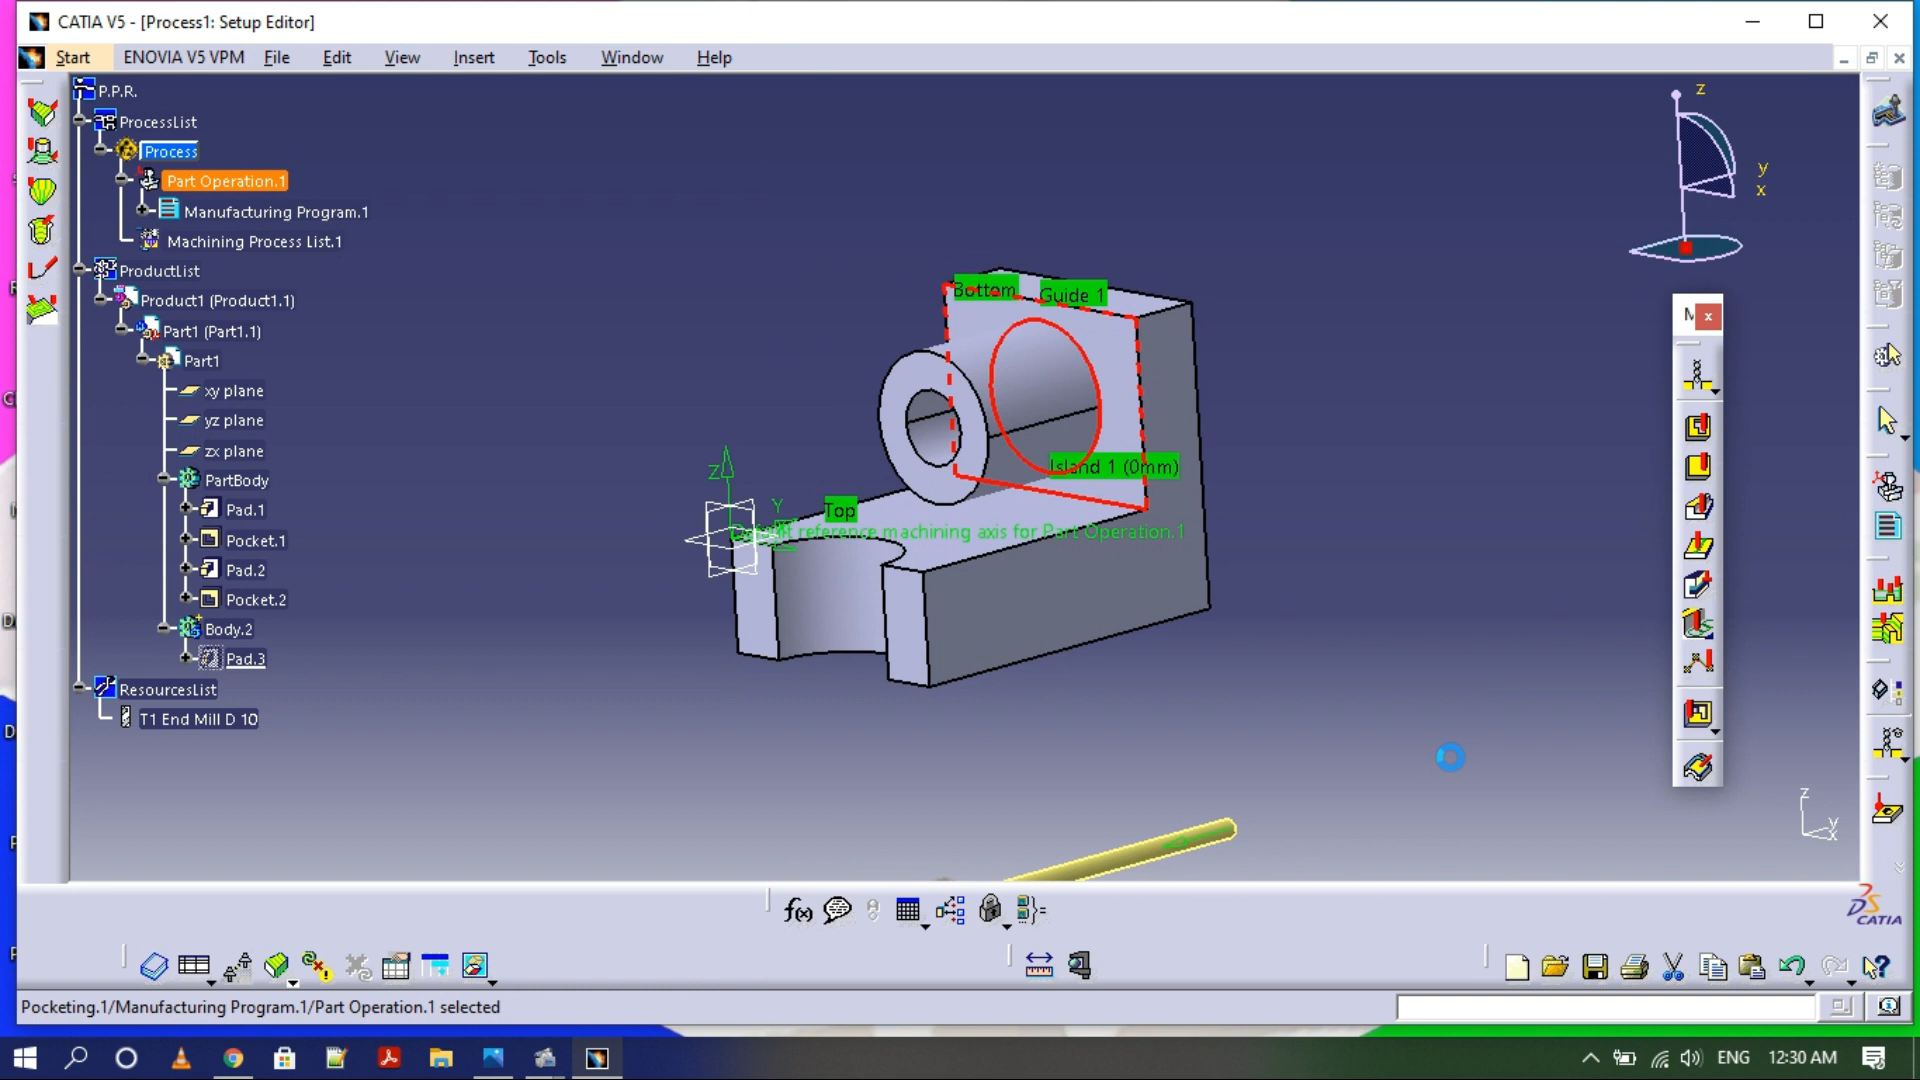 CATIA V5 - [Process1: Setup Editor]
Start ENOVIA V5 VPM File Edit View Insert Tools Window Help
P.P.R.
ProcessList
Process
Part Operation.1
Manufacturing Program.1
Machining Process List.1
ProductList
Product1 (Product1.1)
Part1 (Part1.1)
Part1
xy plane
yz plane
zx plane
PartBody
Pad.1
Pocket.1
Pad.2
Pocket.2
Body.2
Pad.3
ResourcesList
T1 End Mill D 10
z
y
x
M x
Bottom
Guide 1
Island 1 (0mm)
Z
Y
Top
Default reference machining axis for Part Operation.1
z
y
x
f(x)
DS CATIA
Pocketing.1/Manufacturing Program.1/Part Operation.1 selected
ENG 12:30 AM